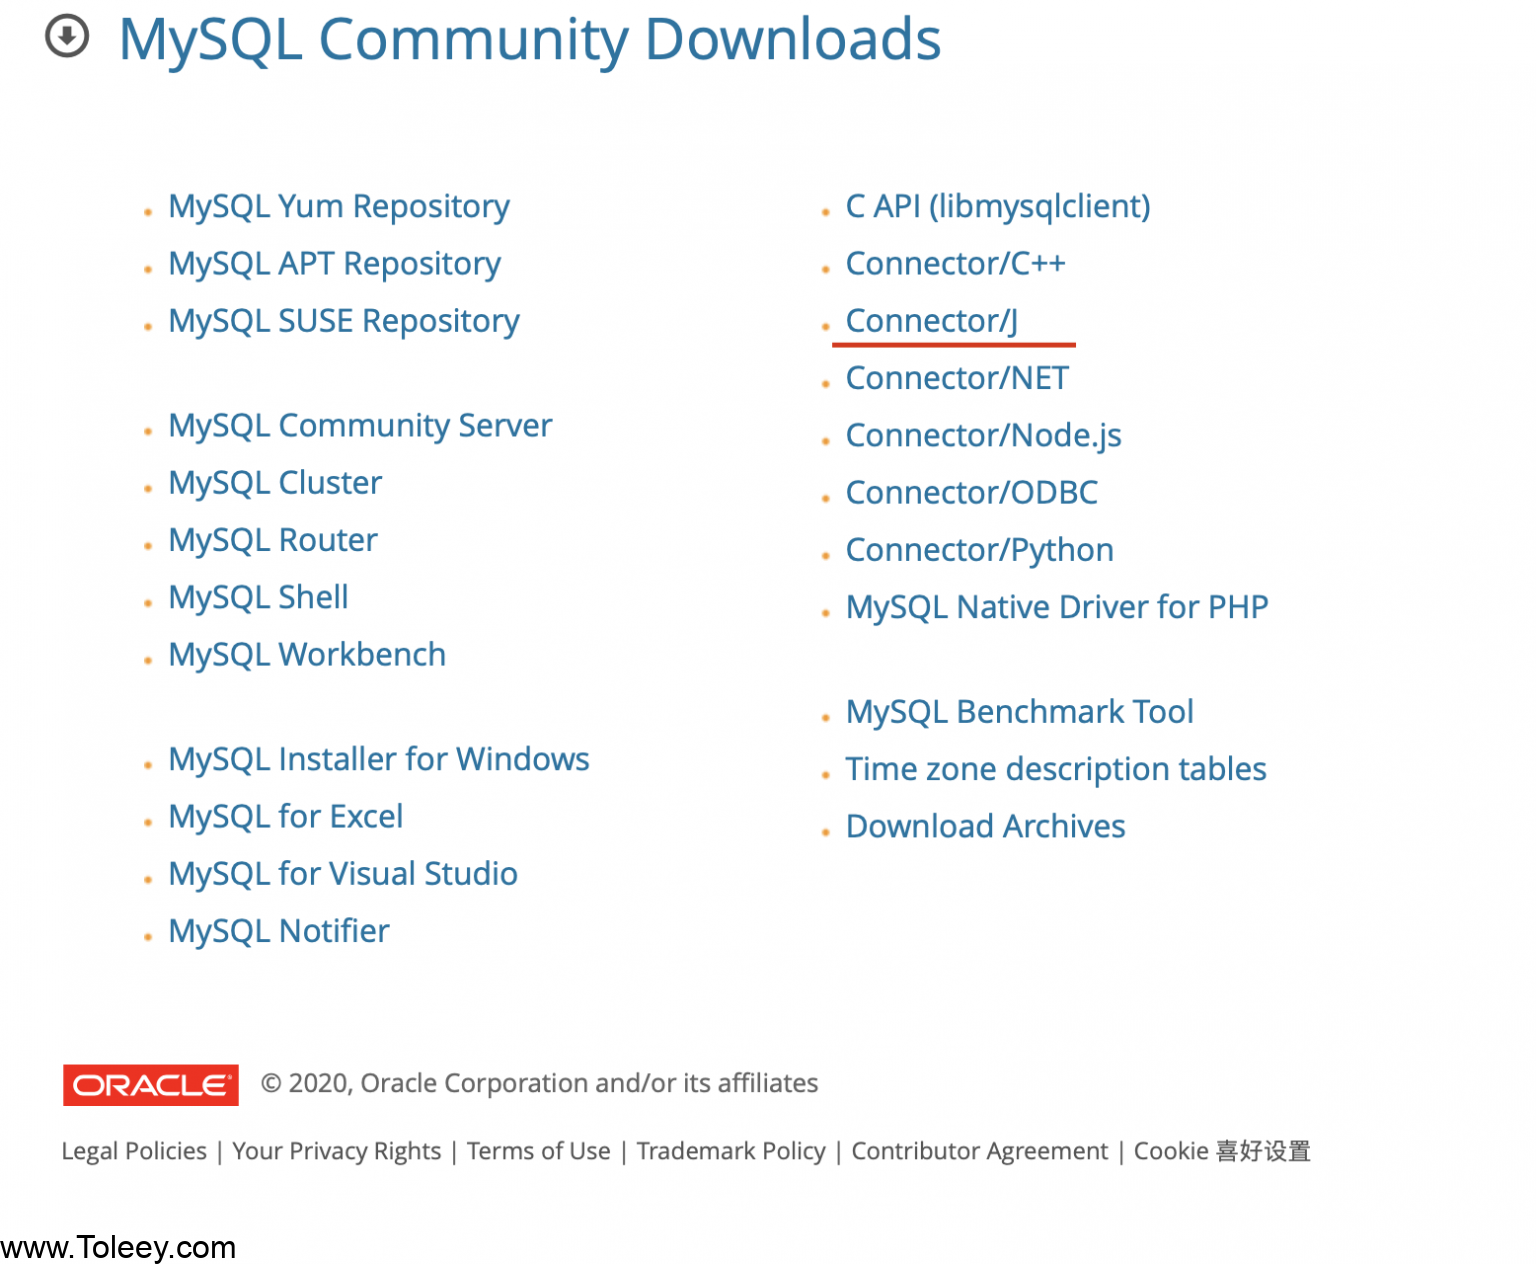 MySQL Community Downloads
MySQL Yum Repository
MySQL APT Repository
MySQL SUSE Repository
MySQL Community Server
MySQL Cluster
MySQL Router
MySQL Shell
MySQL Workbench
MySQL Installer for Windows
MySQL for Excel
MySQL for Visual Studio
MySQL Notifier
C API (libmysqlclient)
Connector/C++
Connector/J
Connector/NET
Connector/Node.js
Connector/ODBC
Connector/Python
MySQL Native Driver for PHP
MySQL Benchmark Tool
Time zone description tables
Download Archives
ORACLE® © 2020, Oracle Corporation and/or its affiliates
Legal Policies | Your Privacy Rights | Terms of Use | Trademark Policy | Contributor Agreement | Cookie 喜好设置
www.Toleey.com